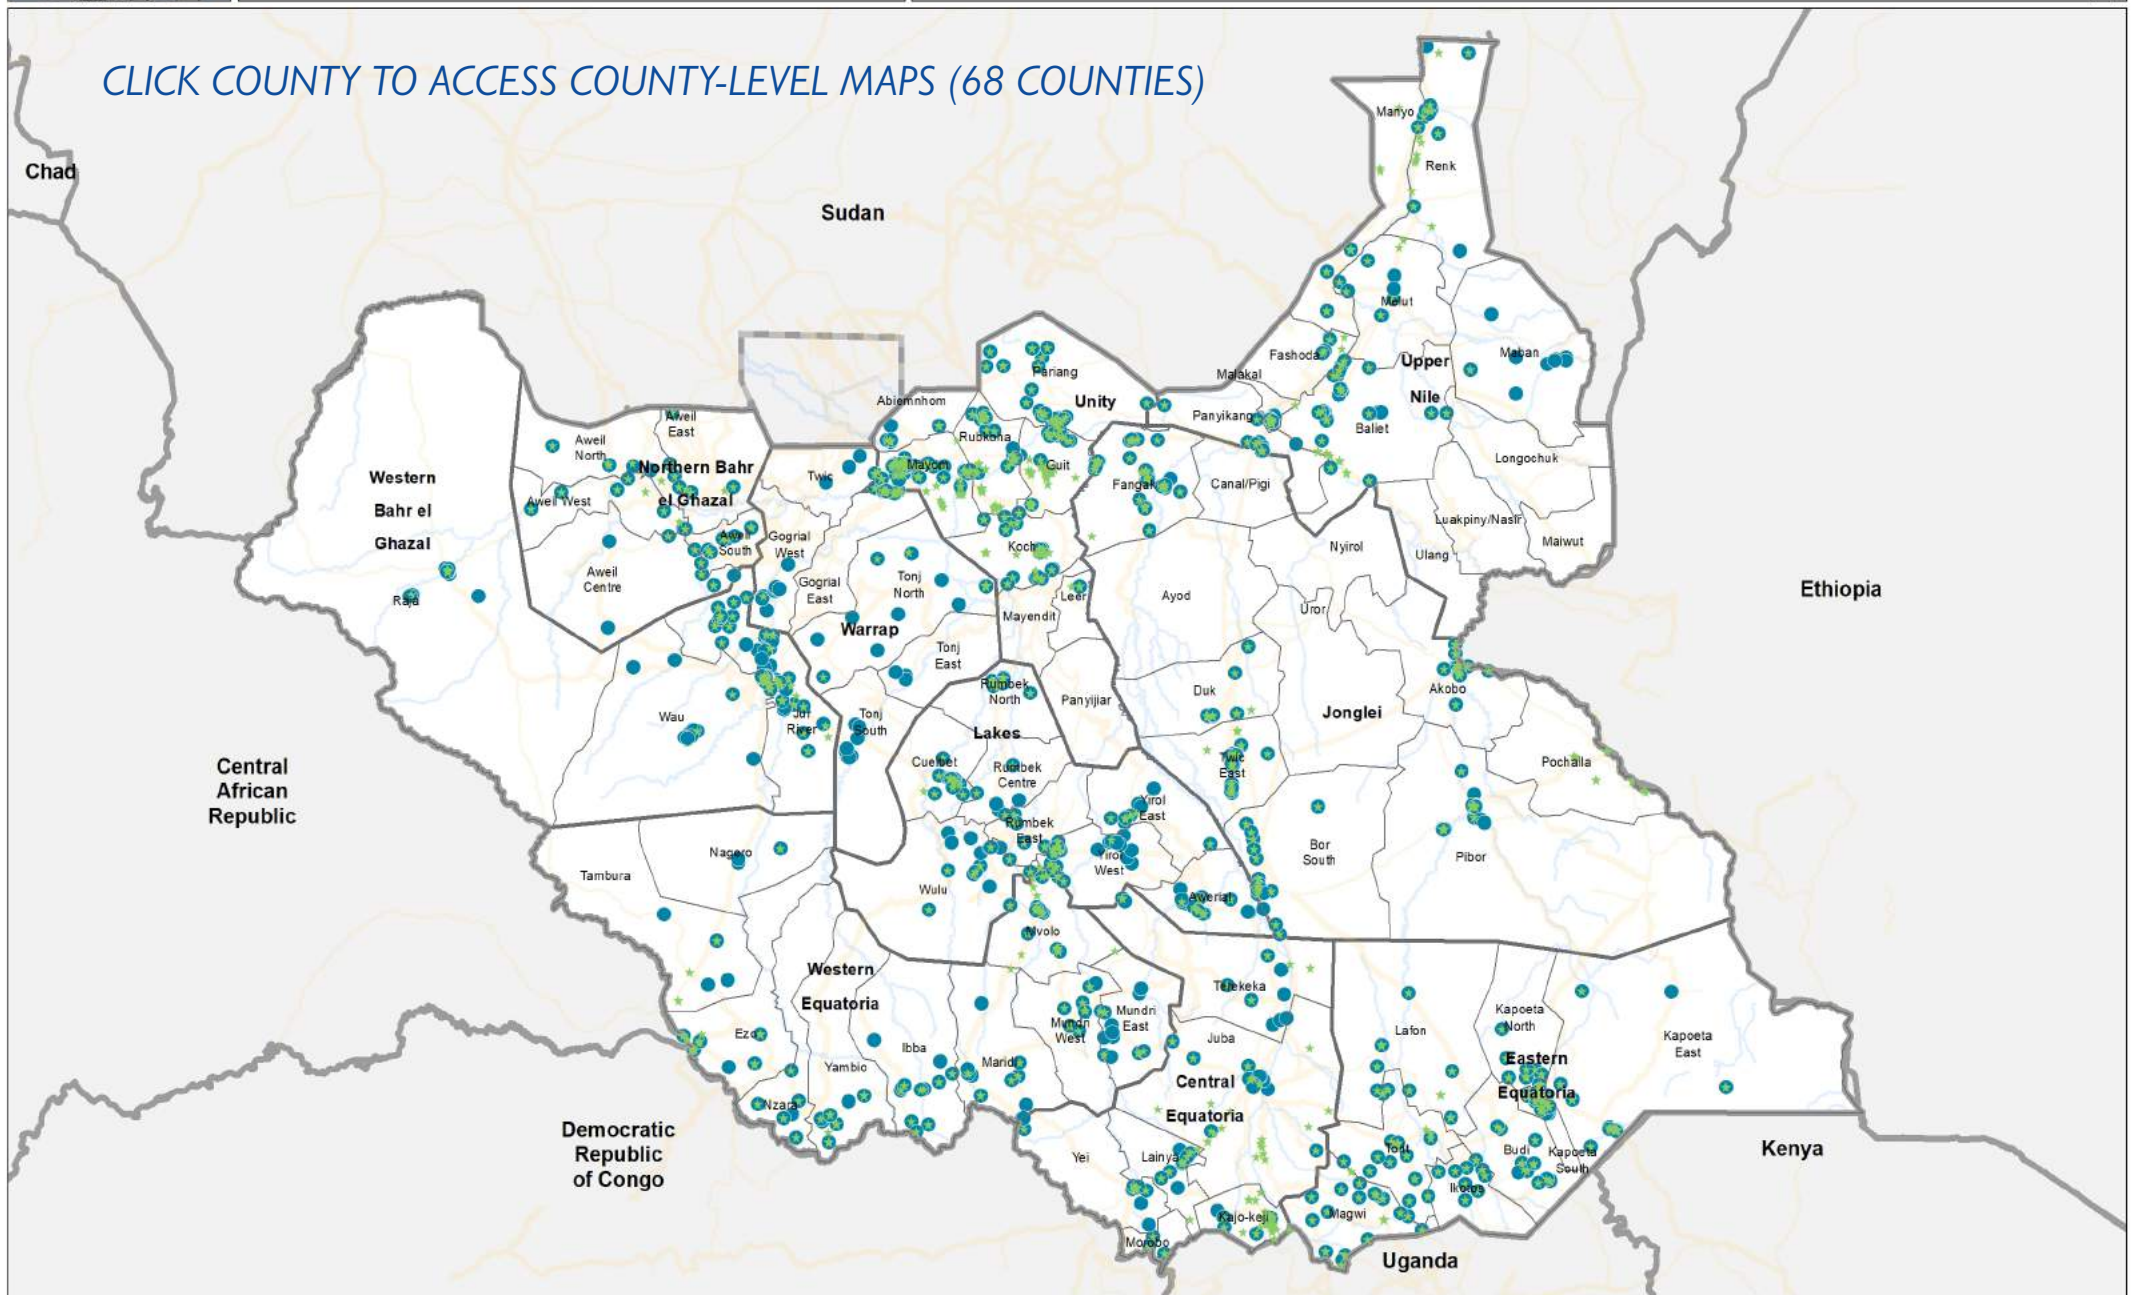 CLICK COUNTY TO ACCESS COUNTY-LEVEL MAPS (68 COUNTIES)
Chad
Sudan
Manyo
Renk
Melut
Maban
Fashoda
Upper
Nile
Malakal
Panyikang
Baliet
Longochuk
Luakpiny/Nasir
Maiwut
Ulang
Pariang
Abiemnhom
Unity
Rubkona
Mayom
Guit
Koch
Leer
Mayendit
Panyijiar
Aweil
East
Aweil
North
Northern Bahr
el Ghazal
Aweil West
Aweil
South
Aweil
Centre
Western
Bahr el
Ghazal
Raja
Wau
Jur
River
Twic
Gogrial
West
Gogrial
East
Tonj
North
Warrap
Tonj
East
Tonj
South
Fangak
Canal/Pigi
Nyirol
Ayod
Uror
Duk
Jonglei
Akobo
Twic
East
Pochalla
Bor
South
Pibor
Ethiopia
Rumbek
North
Lakes
Cueibet
Rumbek
Centre
Rumbek
East
Yirol
East
Yirol
West
Wulu
Awerial
Central
African
Republic
Nagero
Tambura
Mvolo
Western
Equatoria
Ezo
Yambio
Ibba
Maridi
Mundri
West
Mundri
East
Nzara
Terekeka
Juba
Central
Equatoria
Yei
Lainya
Kajo-keji
Morobo
Lafon
Kapoeta
North
Kapoeta
East
Eastern
Equatoria
Torit
Budi
Kapoeta
South
Ikotos
Magwi
Democratic
Republic
of Congo
Uganda
Kenya